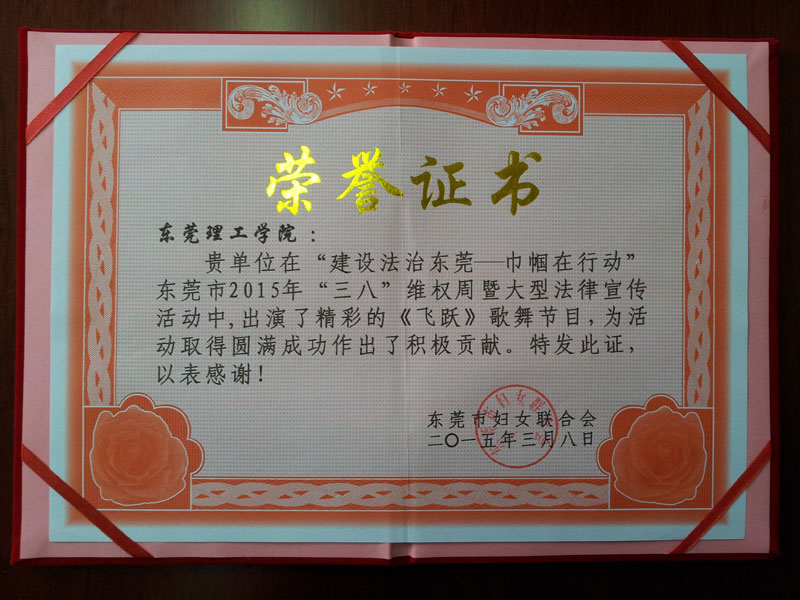 荣誉证书
东莞理工学院：
贵单位在“建设法治东莞—巾帼在行动”
东莞市2015年“三八”维权周暨大型法律宣传
活动中,出演了精彩的《飞跃》歌舞节目,为活
动取得圆满成功作出了积极贡献。特发此证,
以表感谢!
东莞市妇女联合会
二〇一五年三月八日